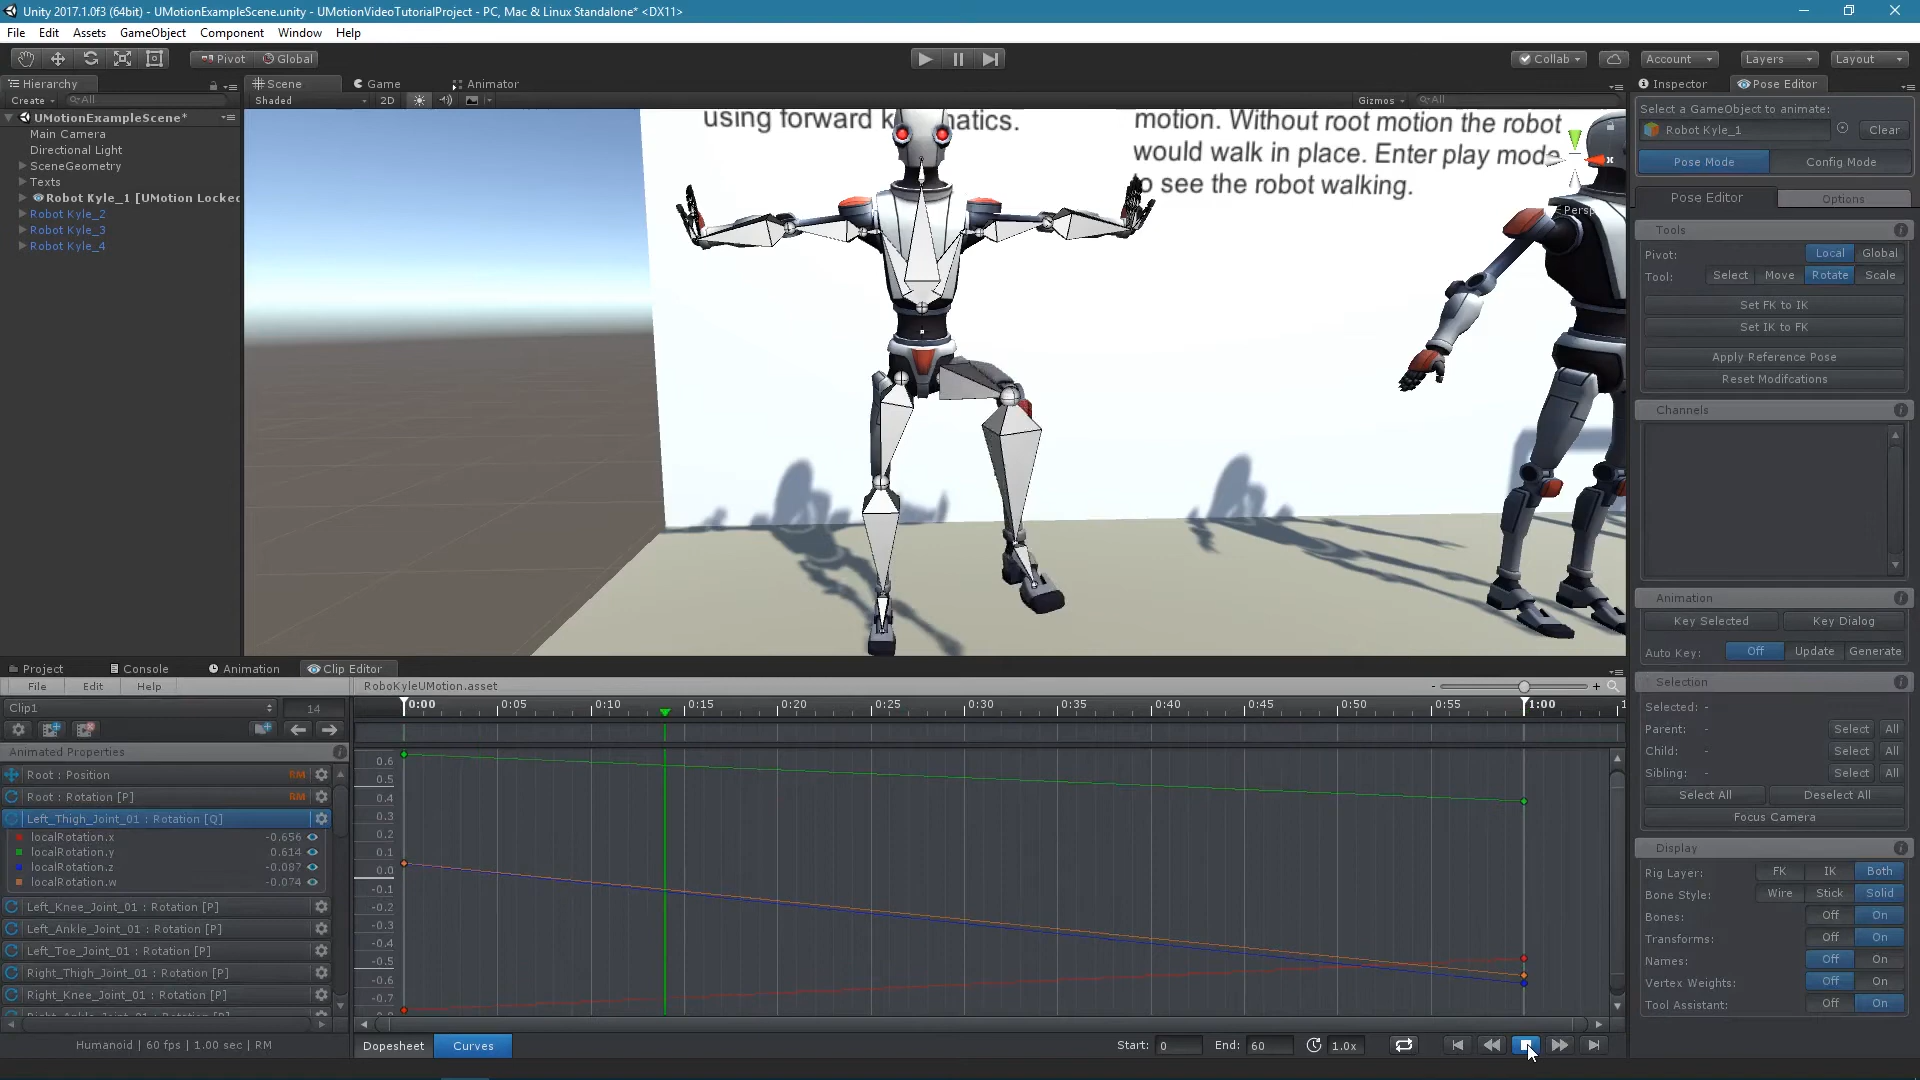 Unity 2017.1.0f3 (64bit) - UMotionExampleScene.unity - UMotionVideoTutorialProject - PC, Mac & Linux Standalone* <DX11>
File Edit Assets GameObject Component Window Help
Pivot Global Collab Account Layers Layout
Hierarchy Scene Game Animator Inspector Pose Editor
Create All Shaded 2D Gizmos All
UMotionExampleScene*
Main Camera
Directional Light
SceneGeometry
Texts
Robot Kyle_1 [UMotion Locked
Robot Kyle_2
Robot Kyle_3
Robot Kyle_4
using forward k
matics.
motion. Without root motion the robot
would walk in place. Enter play mode
to see the robot walking.
Persp
Select a GameObject to animate:
Robot Kyle_1 Clear
Pose Mode Config Mode
Pose Editor Options
Tools
Pivot: Local Global
Tool: Select Move Rotate Scale
Set FK to IK
Set IK to FK
Apply Reference Pose
Reset Modifcations
Channels
Animation
Key Selected Key Dialog
Auto Key: Off Update Generate
Selection
Selected: -
Parent: - Select All
Child: - Select All
Sibling: - Select All
Select All Deselect All
Focus Camera
Display
Rig Layer: FK IK Both
Bone Style: Wire Stick Solid
Bones: Off On
Transforms: Off On
Names: Off On
Vertex Weights: Off On
Tool Assistant: Off On
Project Console Animation Clip Editor
File Edit Help RoboKyleUMotion.asset - +
Clip1 14
0:00 0:05 0:10 0:15 0:20 0:25 0:30 0:35 0:40 0:45 0:50 0:55 1:00
Animated Properties
Root : Position RM
Root : Rotation [P] RM
Left_Thigh_Joint_01 : Rotation [Q]
localRotation.x -0.656
localRotation.y 0.614
localRotation.z -0.087
localRotation.w -0.074
Left_Knee_Joint_01 : Rotation [P]
Left_Ankle_Joint_01 : Rotation [P]
Left_Toe_Joint_01 : Rotation [P]
Right_Thigh_Joint_01 : Rotation [P]
Right_Knee_Joint_01 : Rotation [P]
0.6
0.5
0.4
0.3
0.2
0.1
0.0
-0.1
-0.2
-0.3
-0.4
-0.5
-0.6
-0.7
Humanoid | 60 fps | 1.00 sec | RM
Dopesheet Curves Start: 0 End: 60 1.0x